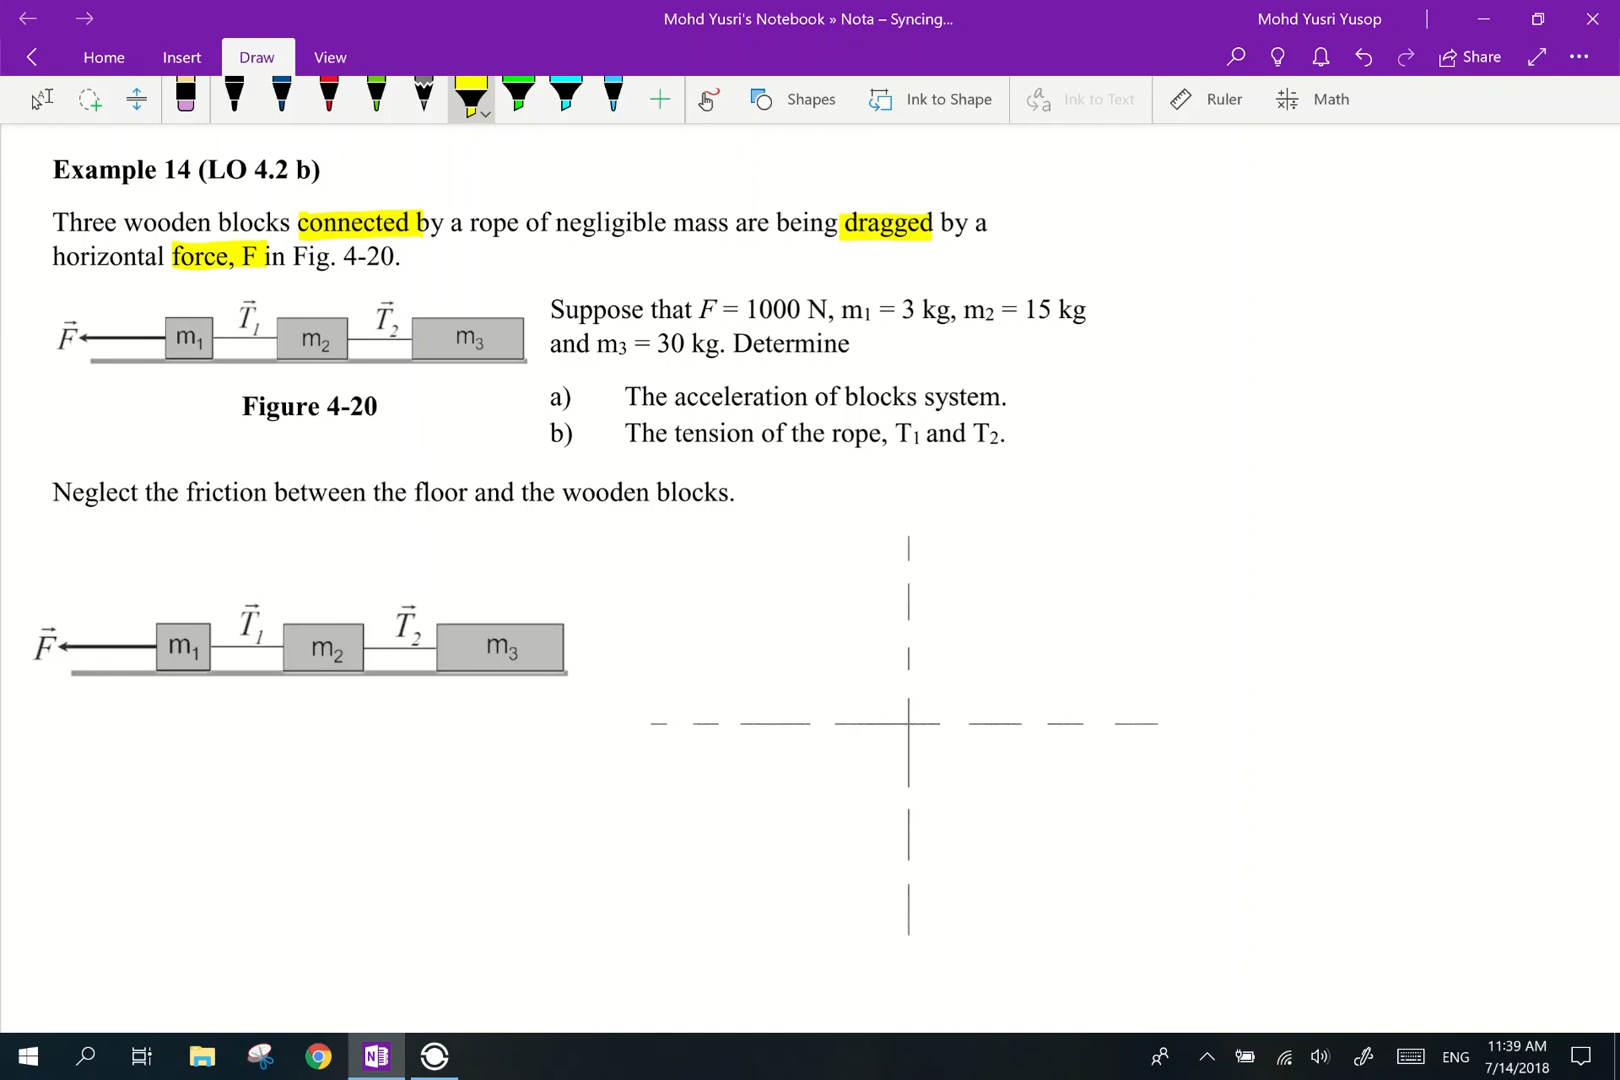 Mohd Yusri's Notebook » Nota – Syncing...
Mohd Yusri Yusop
Home
Insert
Draw
View
Share
Shapes
Ink to Shape
Ink to Text
Ruler
Math
Example 14 (LO 4.2 b)
Three wooden blocks connected by a rope of negligible mass are being dragged by a
horizontal force, F in Fig. 4-20.
F⃗ m₁ T⃗₁ m₂ T⃗₂ m₃
Figure 4-20
Suppose that F = 1000 N, m₁ = 3 kg, m₂ = 15 kg
and m₃ = 30 kg. Determine
a) The acceleration of blocks system.
b) The tension of the rope, T₁ and T₂.
Neglect the friction between the floor and the wooden blocks.
F⃗ m₁ T⃗₁ m₂ T⃗₂ m₃
ENG
11:39 AM
7/14/2018